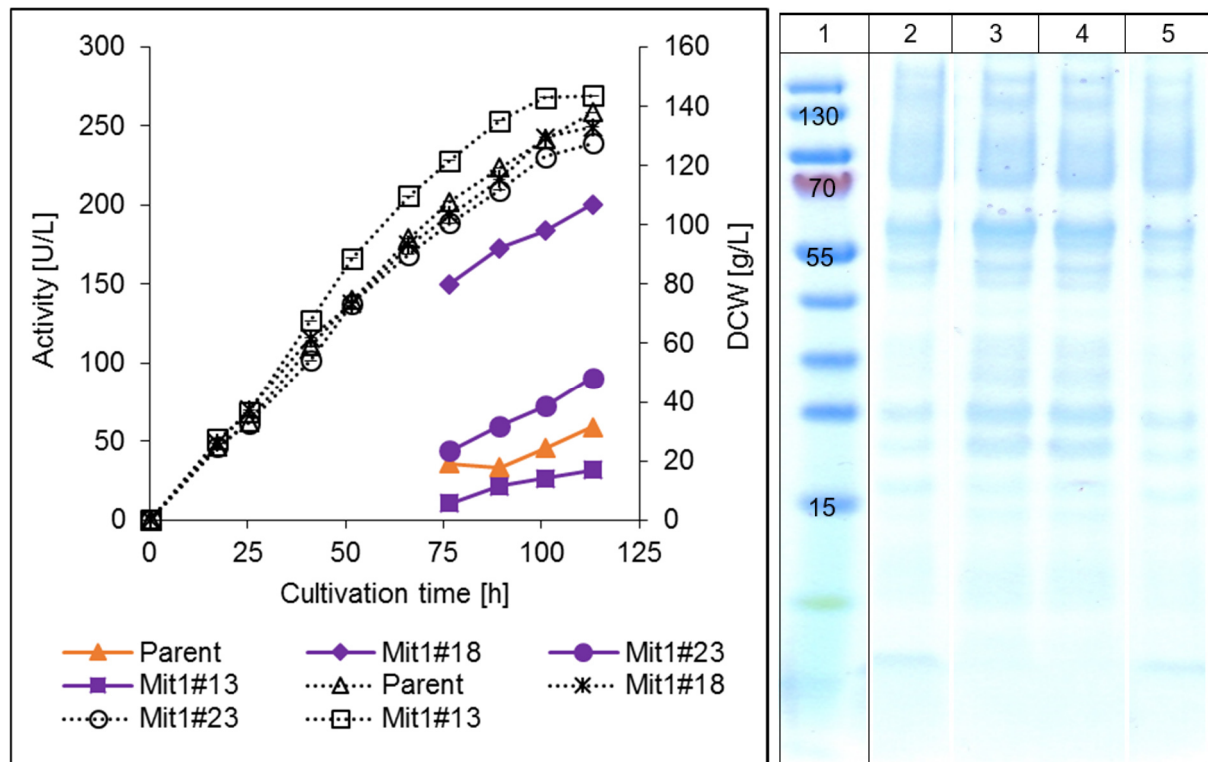 300
250
200
150
100
50
0
Activity [U/L]
160
140
120
100
80
60
40
20
0
DCW [g/L]
0 25 50 75 100 125
Cultivation time [h]
Parent Mit1#18 Mit1#23
Mit1#13 Parent Mit1#18
Mit1#23 Mit1#13
1 2 3 4 5
130
70
55
15